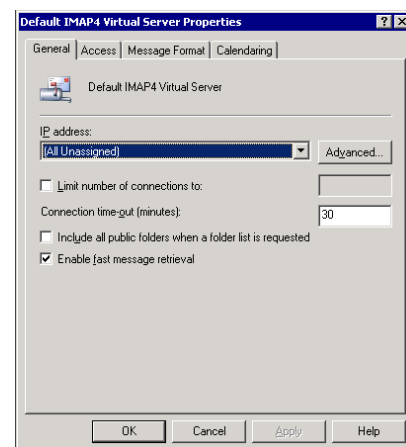 Default IMAP4 Virtual Server Properties
General Access Message Format Calendaring
Default IMAP4 Virtual Server
IP address:
(All Unassigned) Advanced...
Limit number of connections to:
Connection time-out (minutes): 30
Include all public folders when a folder list is requested
Enable fast message retrieval
OK Cancel Apply Help